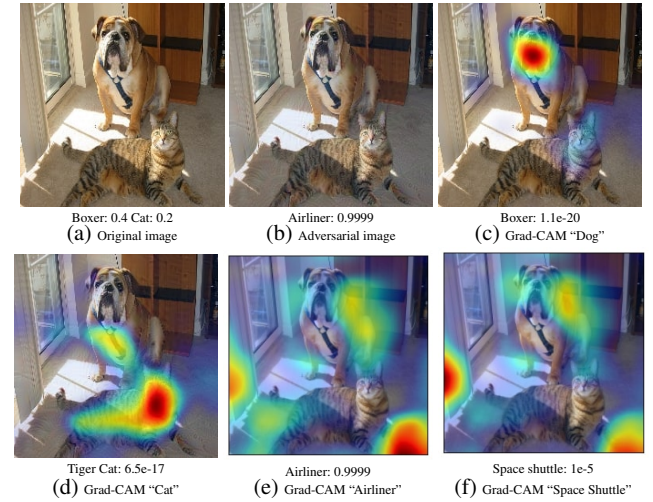 Boxer: 0.4 Cat: 0.2
(a) Original image
Airliner: 0.9999
(b) Adversarial image
Boxer: 1.1e-20
(c) Grad-CAM “Dog”
Tiger Cat: 6.5e-17
(d) Grad-CAM “Cat”
Airliner: 0.9999
(e) Grad-CAM “Airliner”
Space shuttle: 1e-5
(f) Grad-CAM “Space Shuttle”